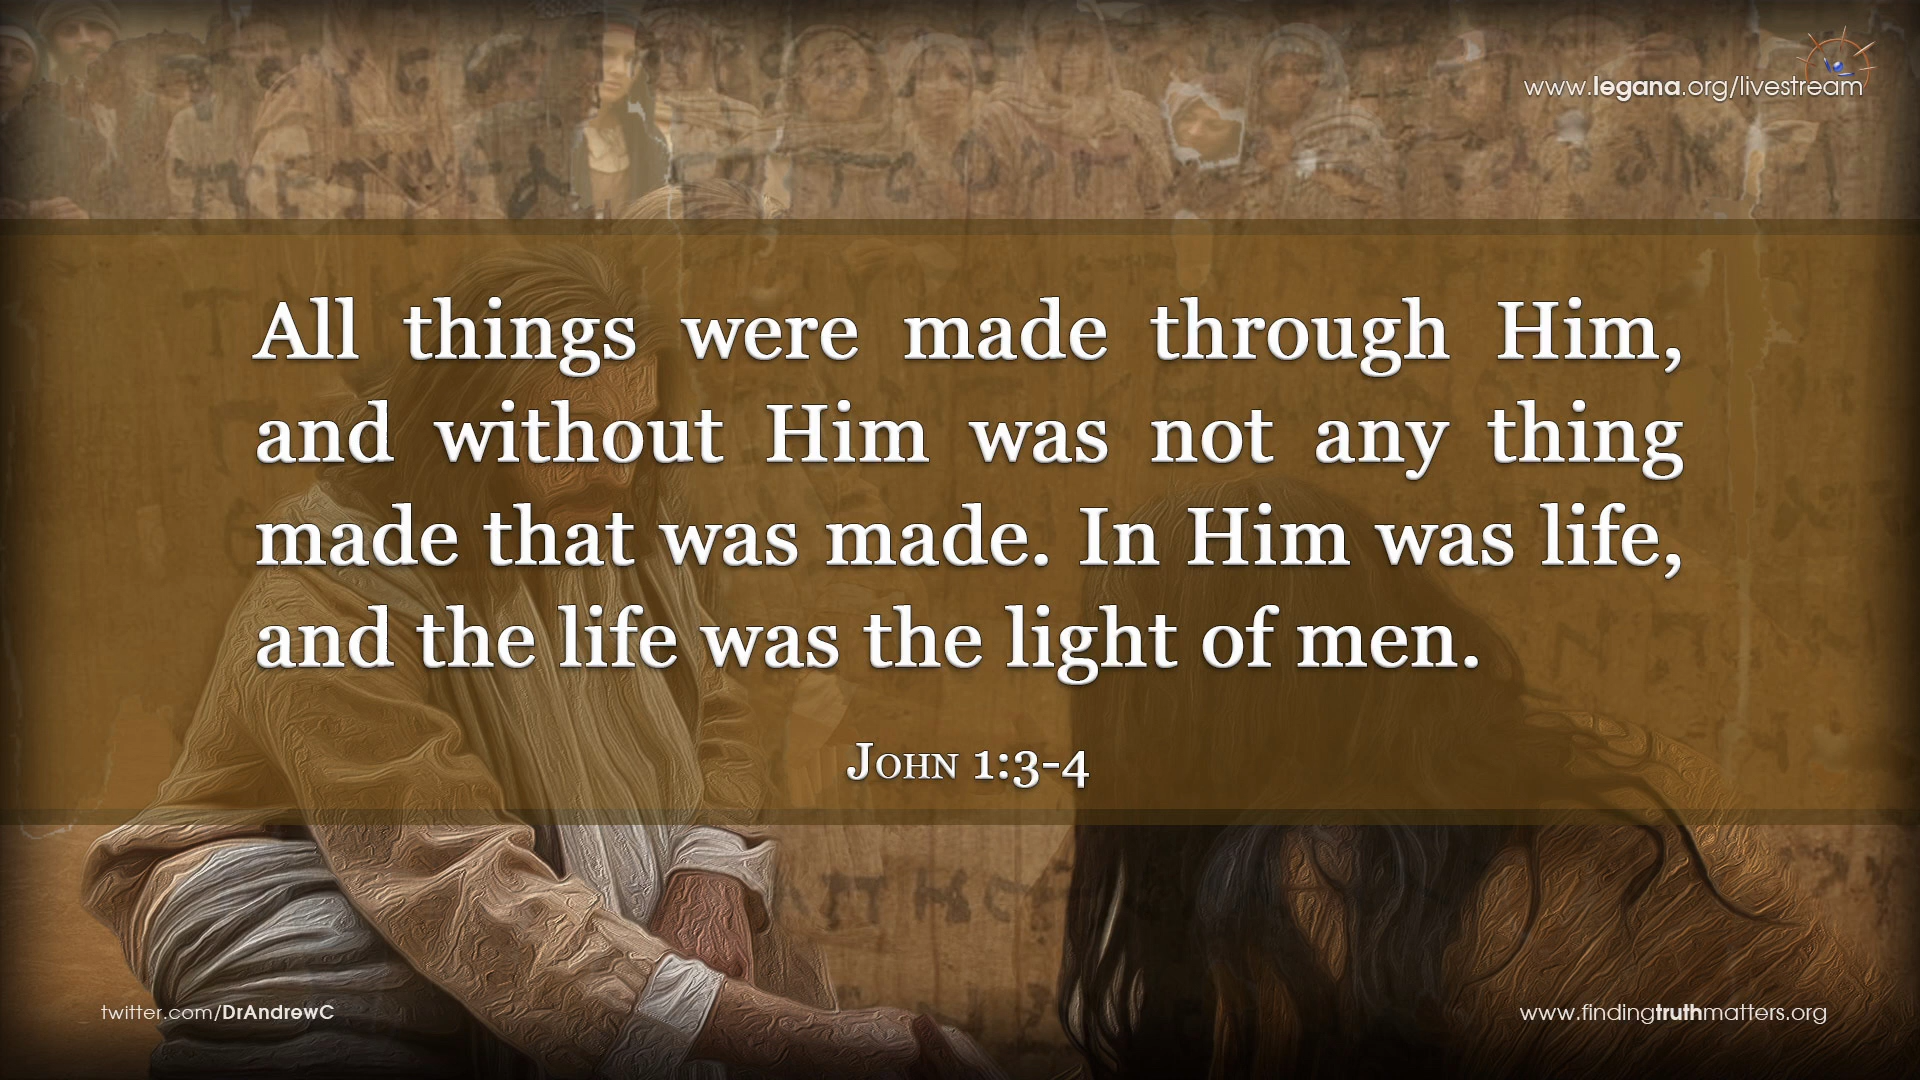 www.legana.org/livestream
All things were made through Him,
and without Him was not any thing
made that was made. In Him was life,
and the life was the light of men.
John 1:3-4
twitter.com/DrAndrewC
www.findingtruthmatters.org